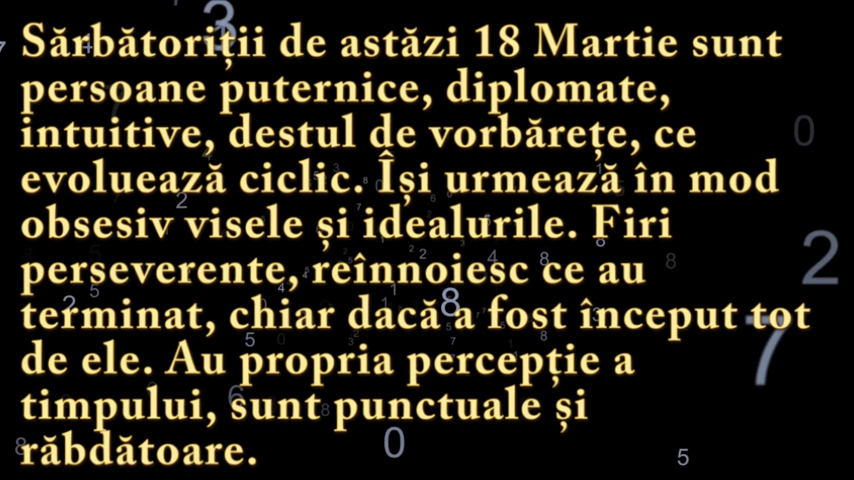 Sărbătoriții de astăzi 18 Martie sunt
persoane puternice, diplomate,
intuitive, destul de vorbărețe, ce
evoluează ciclic. Își urmează în mod
obsesiv visele și idealurile. Firi
perseverente, reînnoiesc ce au
terminat, chiar dacă a fost început tot
de ele. Au propria percepție a
timpului, sunt punctuale și
răbdătoare.